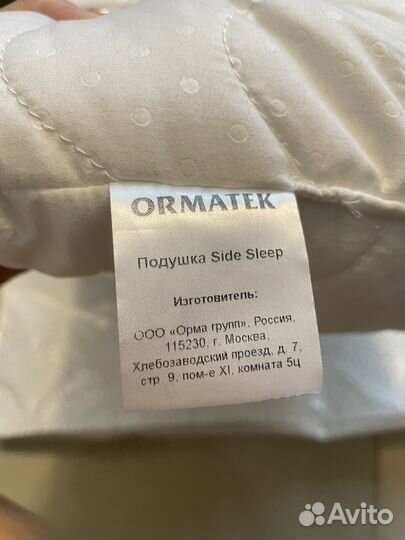 ORMATEK
Подушка Side Sleep
Изготовитель:
ООО «Орма групп», Россия,
115230, г. Москва,
Хлебозаводский проезд, д. 7,
стр. 9, пом-е XI, комната 5ц
Avito